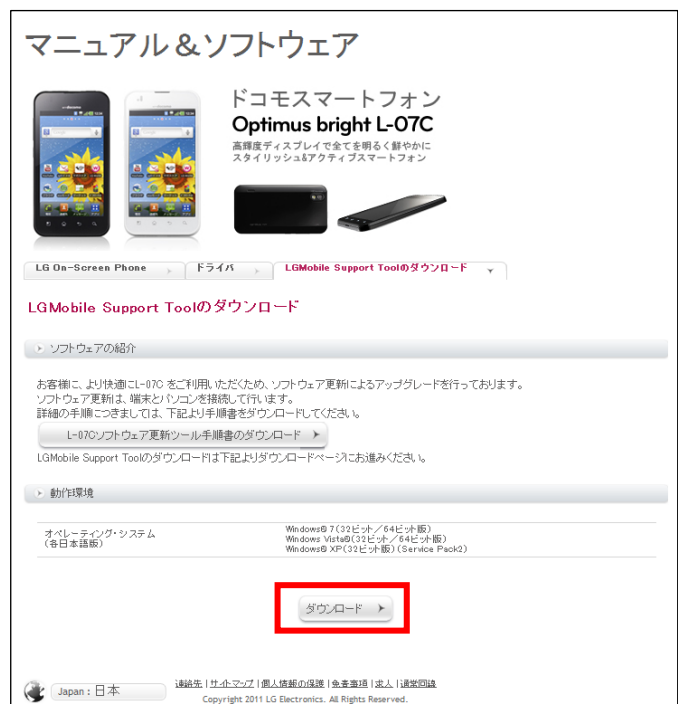 マニュアル＆ソフトウェア
ドコモスマートフォン
Optimus bright L-07C
高輝度ディスプレイで全てを明るく鮮やかに
スタイリッシュ&アクティブスマートフォン
LG On-Screen Phone
ドライバ
LGMobile Support Toolのダウンロード
LGMobile Support Toolのダウンロード
ソフトウェアの紹介
お客様に、より快適にL-07C をご利用いただくため、ソフトウェア更新によるアップグレードを行っております。
ソフトウェア更新は、端末とパソコンを接続して行います。
詳細の手順につきましては、下記より手順書をダウンロードしてください。
L-07Cソフトウェア更新ツール手順書のダウンロード
LGMobile Support Toolのダウンロードは下記よりダウンロードページにお進みください。
動作環境
オペレーティング・システム
(各日本語版)
Windows® 7(32ビット／64ビット版)
Windows Vista®(32ビット／64ビット版)
Windows® XP(32ビット版)(Service Pack2)
ダウンロード
Japan : 日本
連絡先 | サイトマップ | 個人情報の保護 | 免責事項 | 求人 | 通常回線
Copyright 2011 LG Electronics. All Rights Reserved.